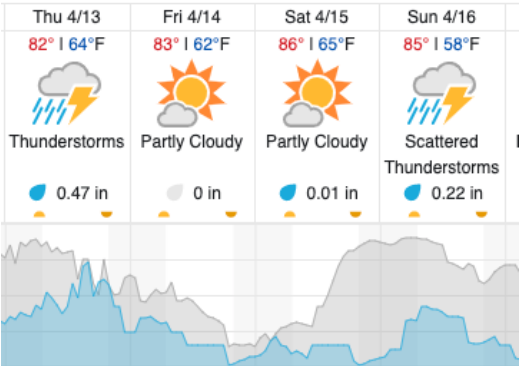 Thu 4/13 Fri 4/14 Sat 4/15 Sun 4/16
82° | 64°F 83° | 62°F 86° | 65°F 85° | 58°F
Thunderstorms Partly Cloudy Partly Cloudy Scattered
Thunderstorms
0.47 in 0 in 0.01 in 0.22 in